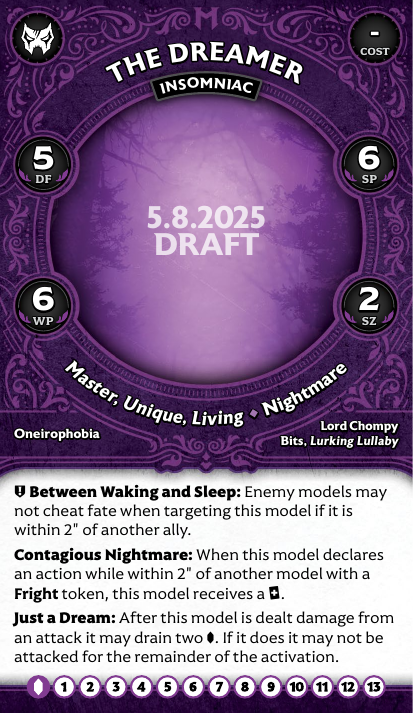 -
COST
THE DREAMER
INSOMNIAC
5
DF
6
SP
5.8.2025
DRAFT
6
WP
2
SZ
Master, Unique, Living ♦ Nightmare
Oneirophobia
Lord Chompy
Bits, Lurking Lullaby
Between Waking and Sleep: Enemy models may
not cheat fate when targeting this model if it is
within 2" of another ally.
Contagious Nightmare: When this model declares
an action while within 2" of another model with a
Fright token, this model receives a .
Just a Dream: After this model is dealt damage from
an attack it may drain two . If it does it may not be
attacked for the remainder of the activation.
1 2 3 4 5 6 7 8 9 10 11 12 13